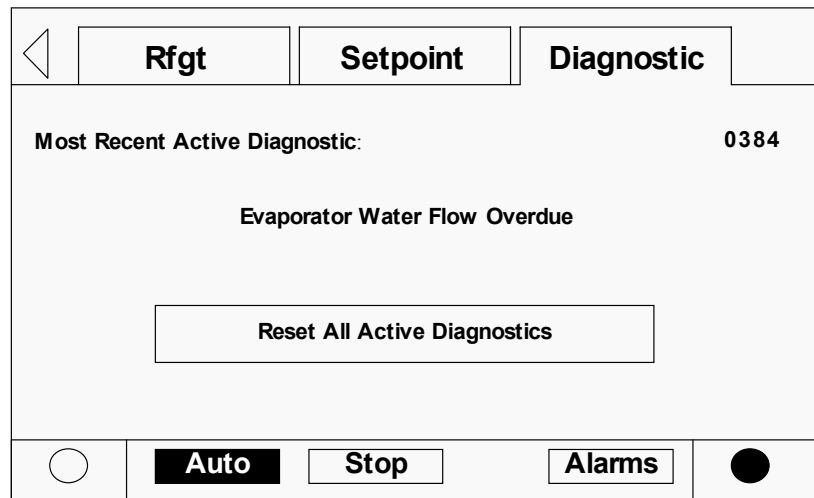 Rfgt Setpoint Diagnostic
Most Recent Active Diagnostic: 0384
Evaporator Water Flow Overdue
Reset All Active Diagnostics
Auto Stop Alarms